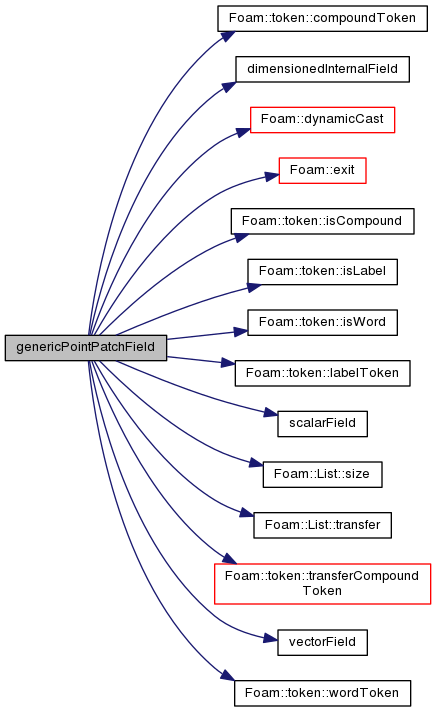 Foam::token::compoundToken
dimensionedInternalField
Foam::dynamicCast
Foam::exit
Foam::token::isCompound
Foam::token::isLabel
Foam::token::isWord
genericPointPatchField
Foam::token::labelToken
scalarField
Foam::List::size
Foam::List::transfer
Foam::token::transferCompound
Token
vectorField
Foam::token::wordToken